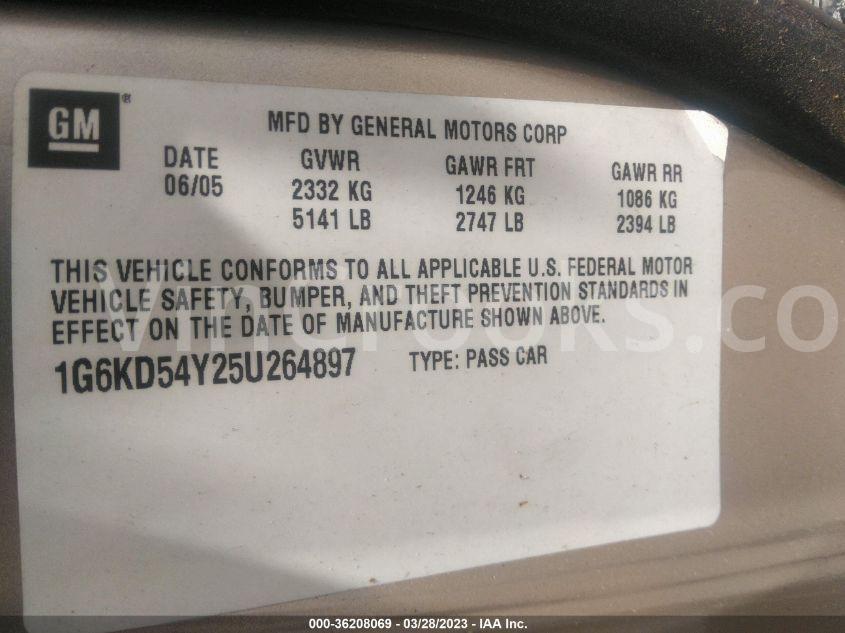 GM®
MFD BY GENERAL MOTORS CORP
DATE GVWR GAWR FRT GAWR RR
06/05 2332 KG 1246 KG 1086 KG
5141 LB 2747 LB 2394 LB
THIS VEHICLE CONFORMS TO ALL APPLICABLE U.S. FEDERAL MOTOR
VEHICLE SAFETY, BUMPER, AND THEFT PREVENTION STANDARDS IN
EFFECT ON THE DATE OF MANUFACTURE SHOWN ABOVE.
1G6KD54Y25U264897 TYPE: PASS CAR
000-36208069 — 03/28/2023 — IAA Inc.